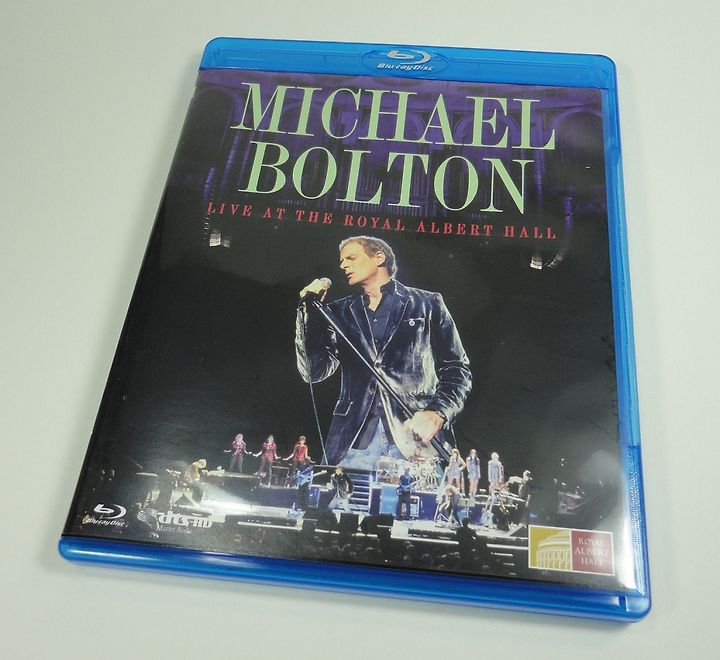 Blu-ray Disc
MICHAEL
BOLTON
LIVE AT THE ROYAL ALBERT HALL
Blu-ray Disc
dts-HD
Master Audio
ROYAL
ALBERT
HALL